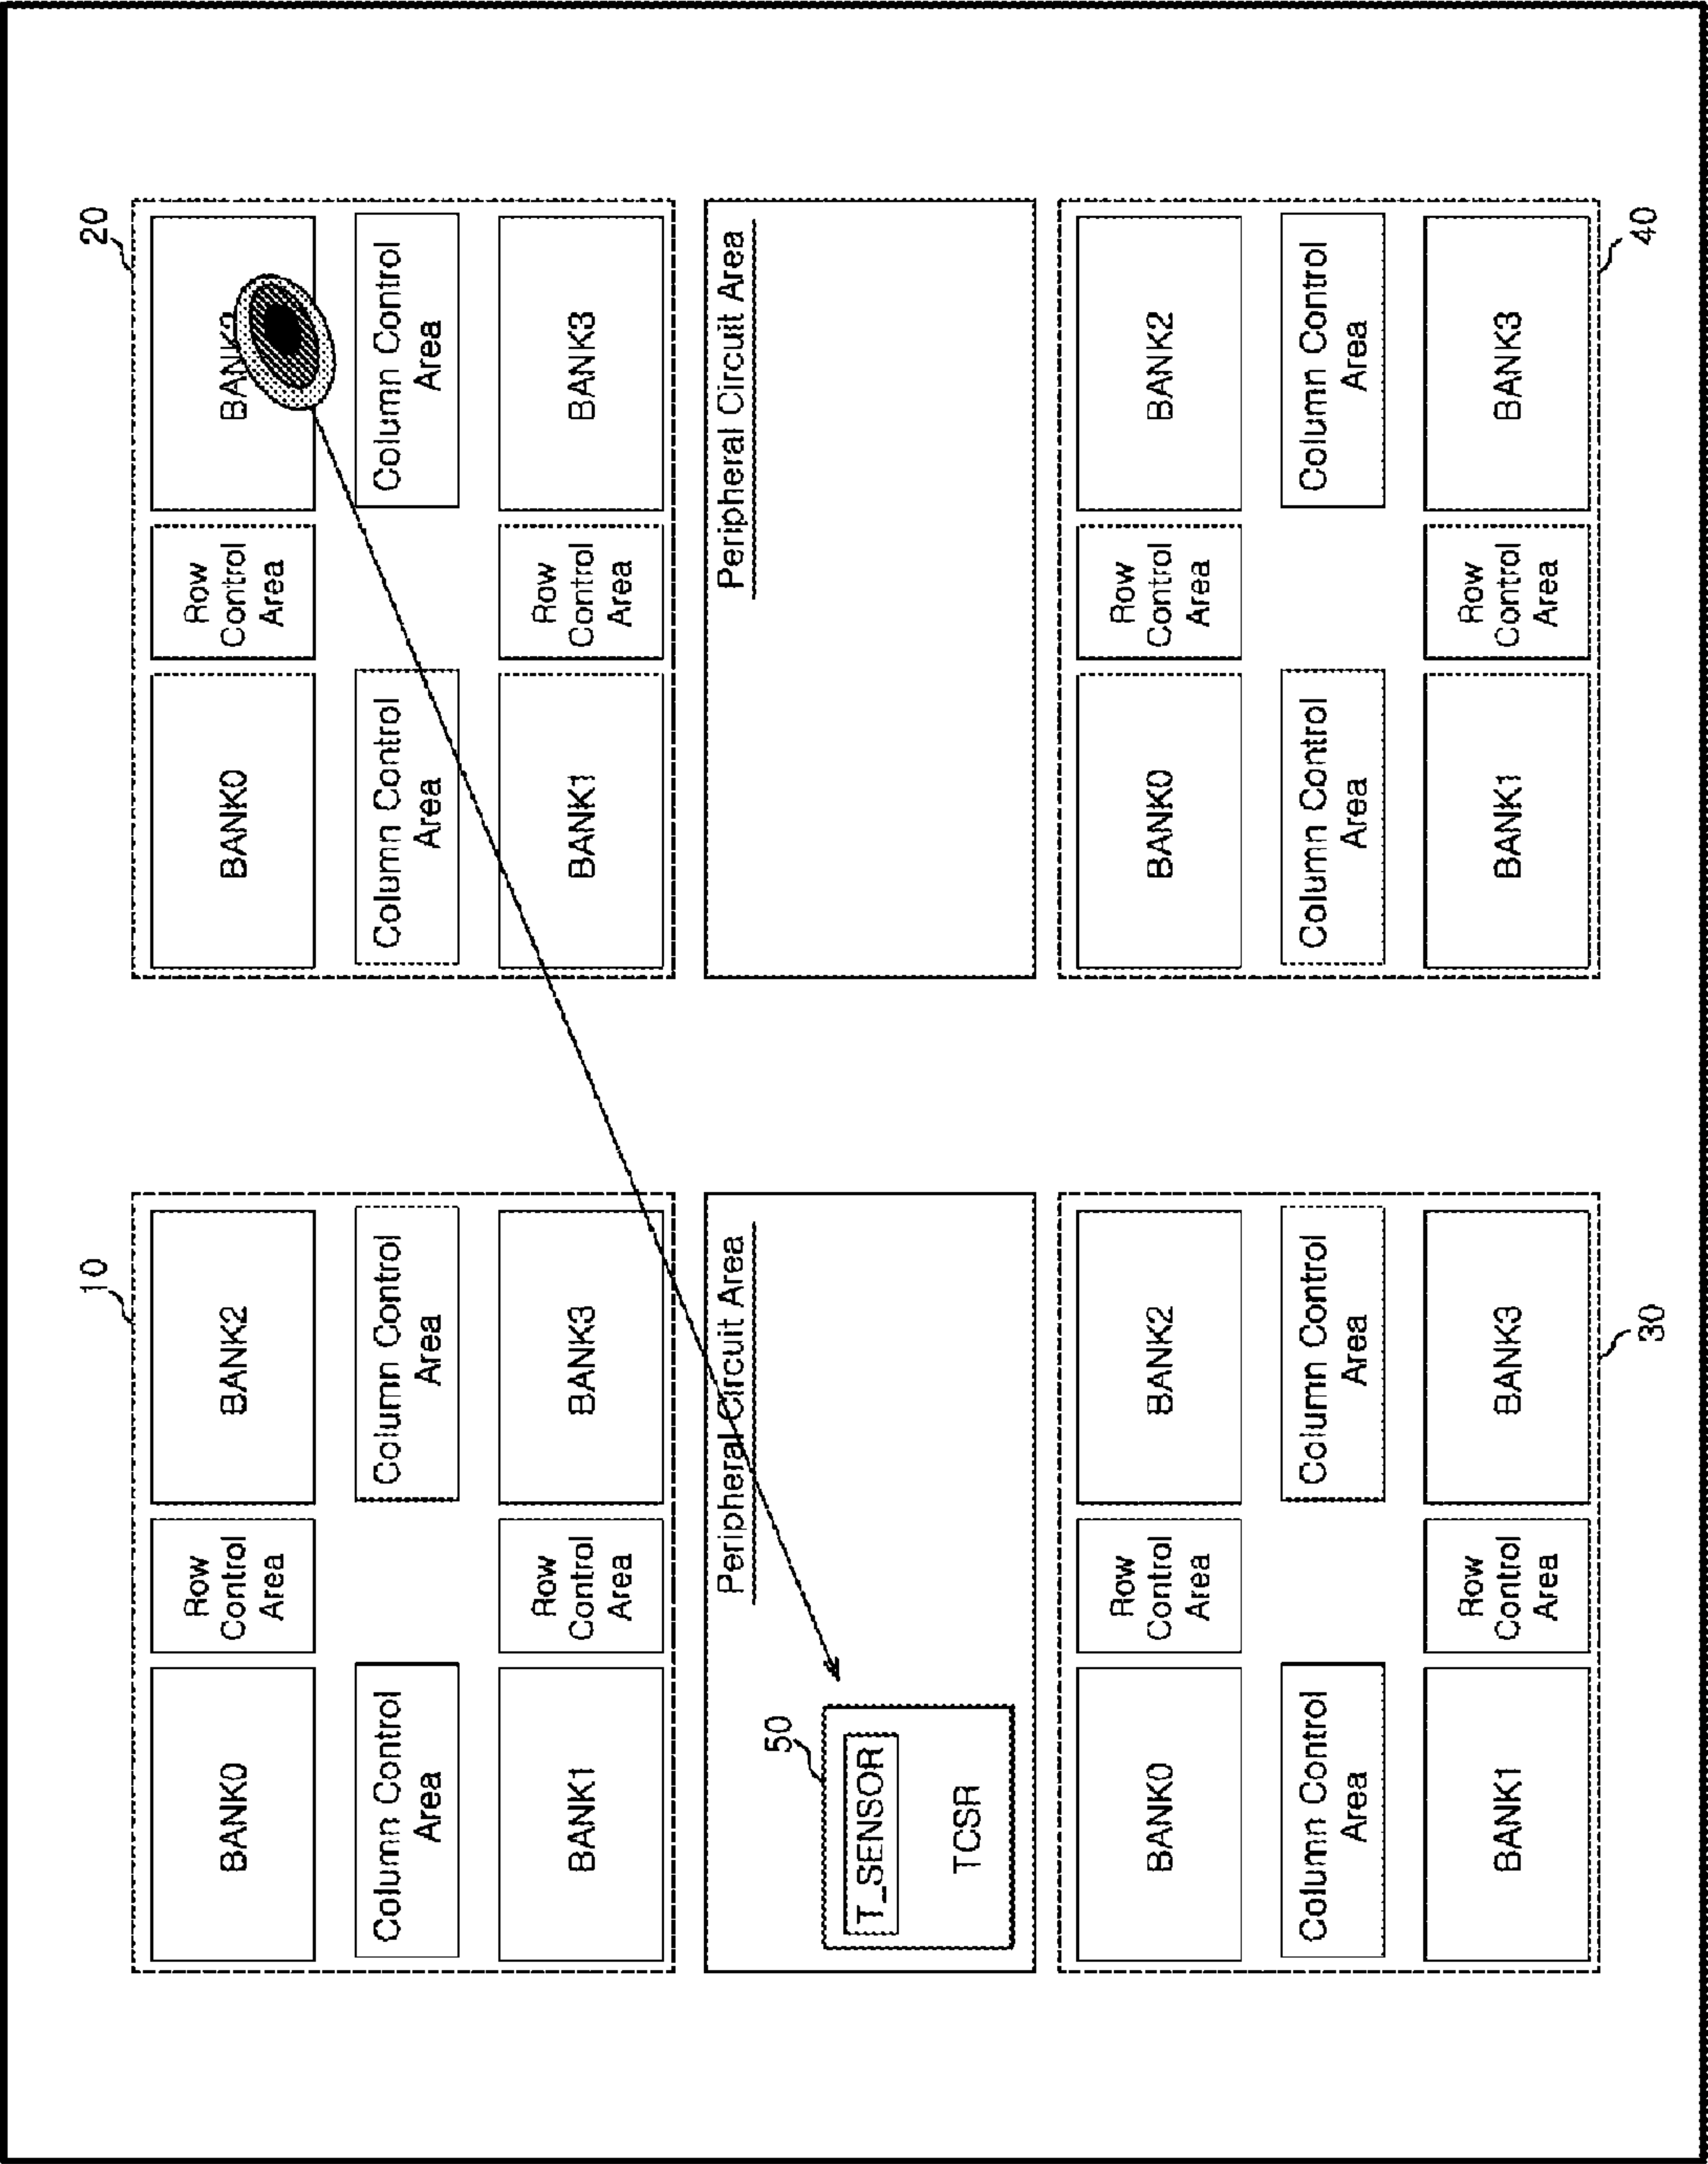 10
BANK0
Row
Control
Area
BANK2
Column Control
Area
Column Control
Area
BANK1
Row
Control
Area
BANK3
20
BANK0
Row
Control
Area
BANK2
Column Control
Area
Column Control
Area
BANK1
Row
Control
Area
BANK3
Peripheral Circuit Area
50
T_SENSOR
TCSR
Peripheral Circuit Area
BANK0
Row
Control
Area
BANK2
Column Control
Area
Column Control
Area
BANK1
Row
Control
Area
BANK3
30
BANK0
Row
Control
Area
BANK2
Column Control
Area
Column Control
Area
BANK1
Row
Control
Area
BANK3
40